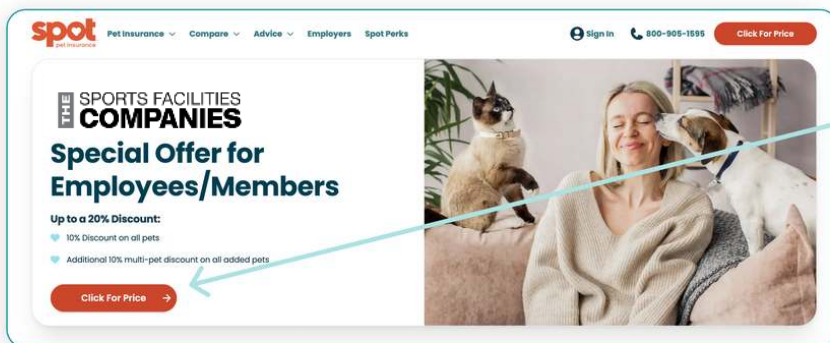 spot
pet insurance
Pet Insurance Compare Advice Employers Spot Perks
Sign In 800-905-1595 Click For Price
THE SPORTS FACILITIES
COMPANIES
Special Offer for
Employees/Members
Up to a 20% Discount:
10% Discount on all pets
Additional 10% multi-pet discount on all added pets
Click For Price